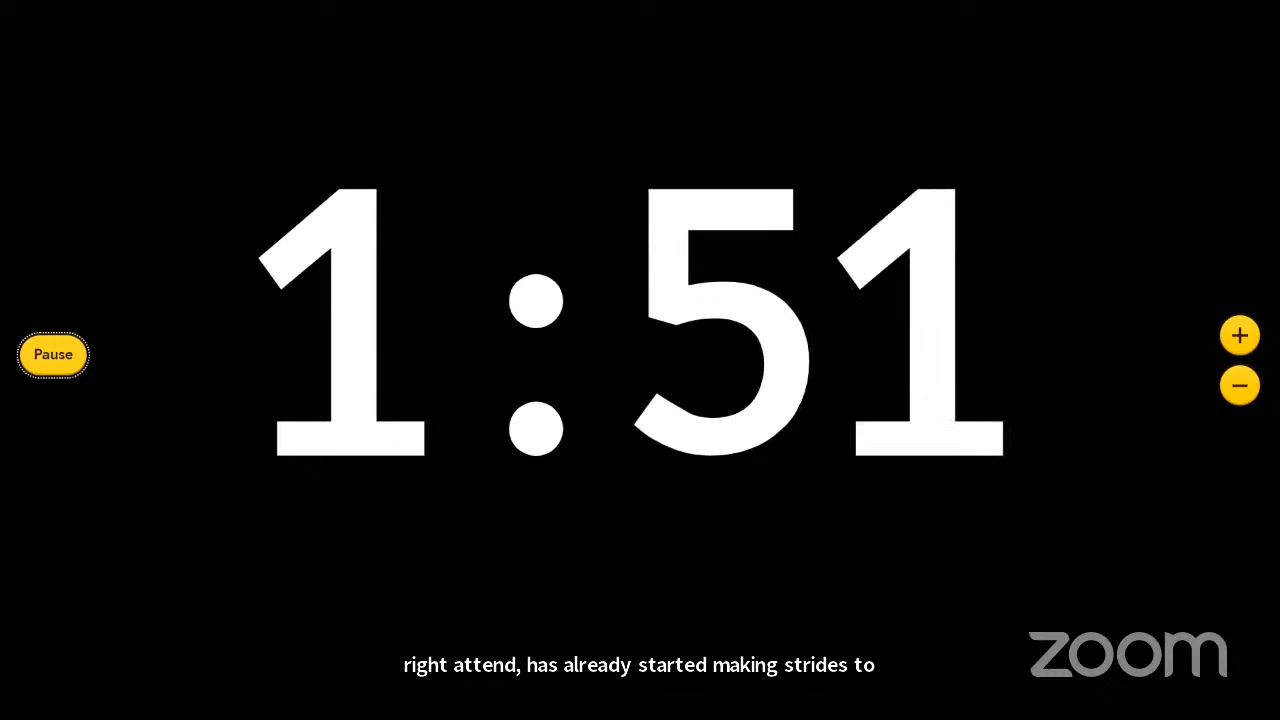 1:51
Pause
+
−
right attend, has already started making strides to
zoom